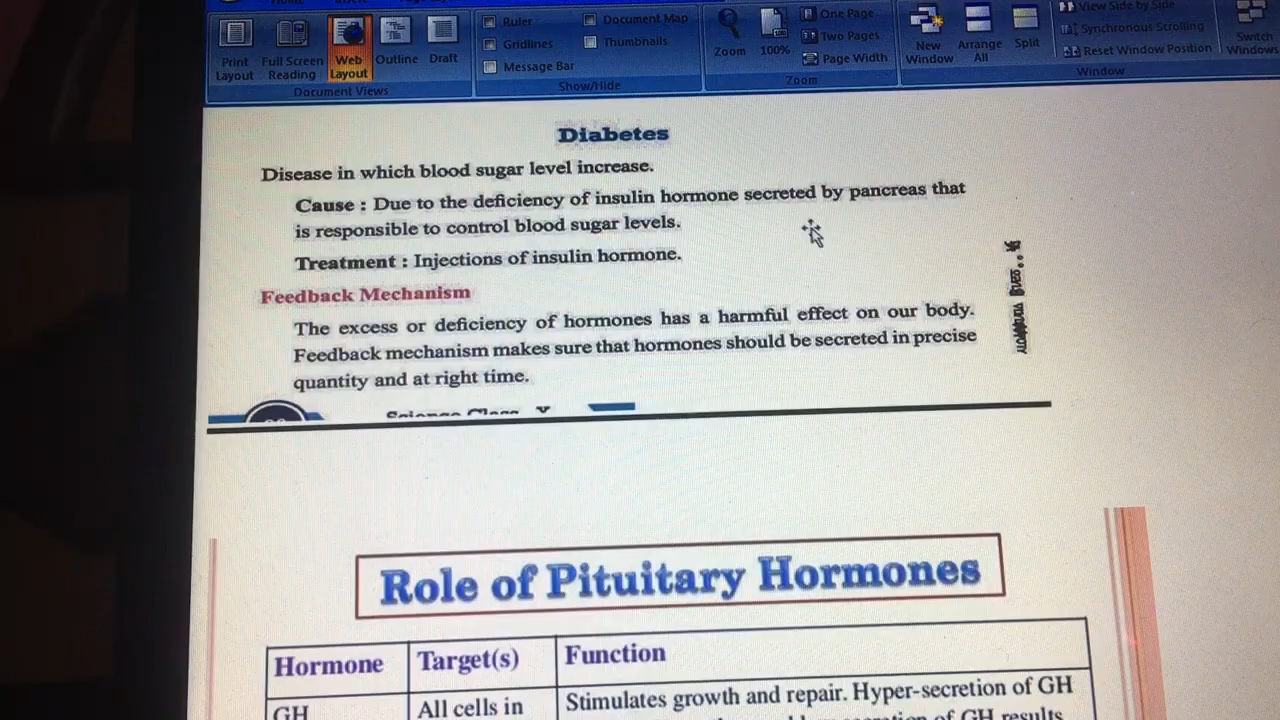 Ruler
Document Map
One Page
View Side by Side
Gridlines
Thumbnails
Two Pages
Synchronous Scrolling
Message Bar
Page Width
Reset Window Position
Print Layout
Full Screen Reading
Web Layout
Outline
Draft
Zoom
100%
New Window
Arrange All
Split
Switch Windows
Document Views
Show/Hide
Zoom
Window
Diabetes
Disease in which blood sugar level increase.
Cause : Due to the deficiency of insulin hormone secreted by pancreas that
is responsible to control blood sugar levels.
Treatment : Injections of insulin hormone.
Feedback Mechanism
The excess or deficiency of hormones has a harmful effect on our body.
Feedback mechanism makes sure that hormones should be secreted in precise
quantity and at right time.
Science Class
Role of Pituitary Hormones
Hormone Target(s) Function
GH All cells in Stimulates growth and repair. Hyper-secretion of GH
of GH results